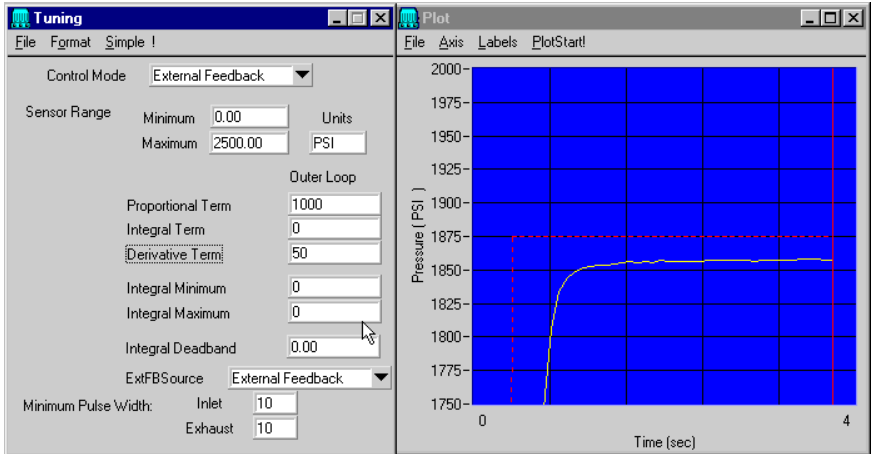 Tuning
File Format Simple !
Control Mode External Feedback
Sensor Range Minimum 0.00 Units
Maximum 2500.00 PSI
Outer Loop
Proportional Term 1000
Integral Term 0
Derivative Term 50
Integral Minimum 0
Integral Maximum 0
Integral Deadband 0.00
ExtFBSource External Feedback
Minimum Pulse Width: Inlet 10
Exhaust 10
Plot
File Axis Labels PlotStart!
Pressure ( PSI )
2000
1975
1950
1925
1900
1875
1850
1825
1800
1775
1750
0 4
Time (sec)